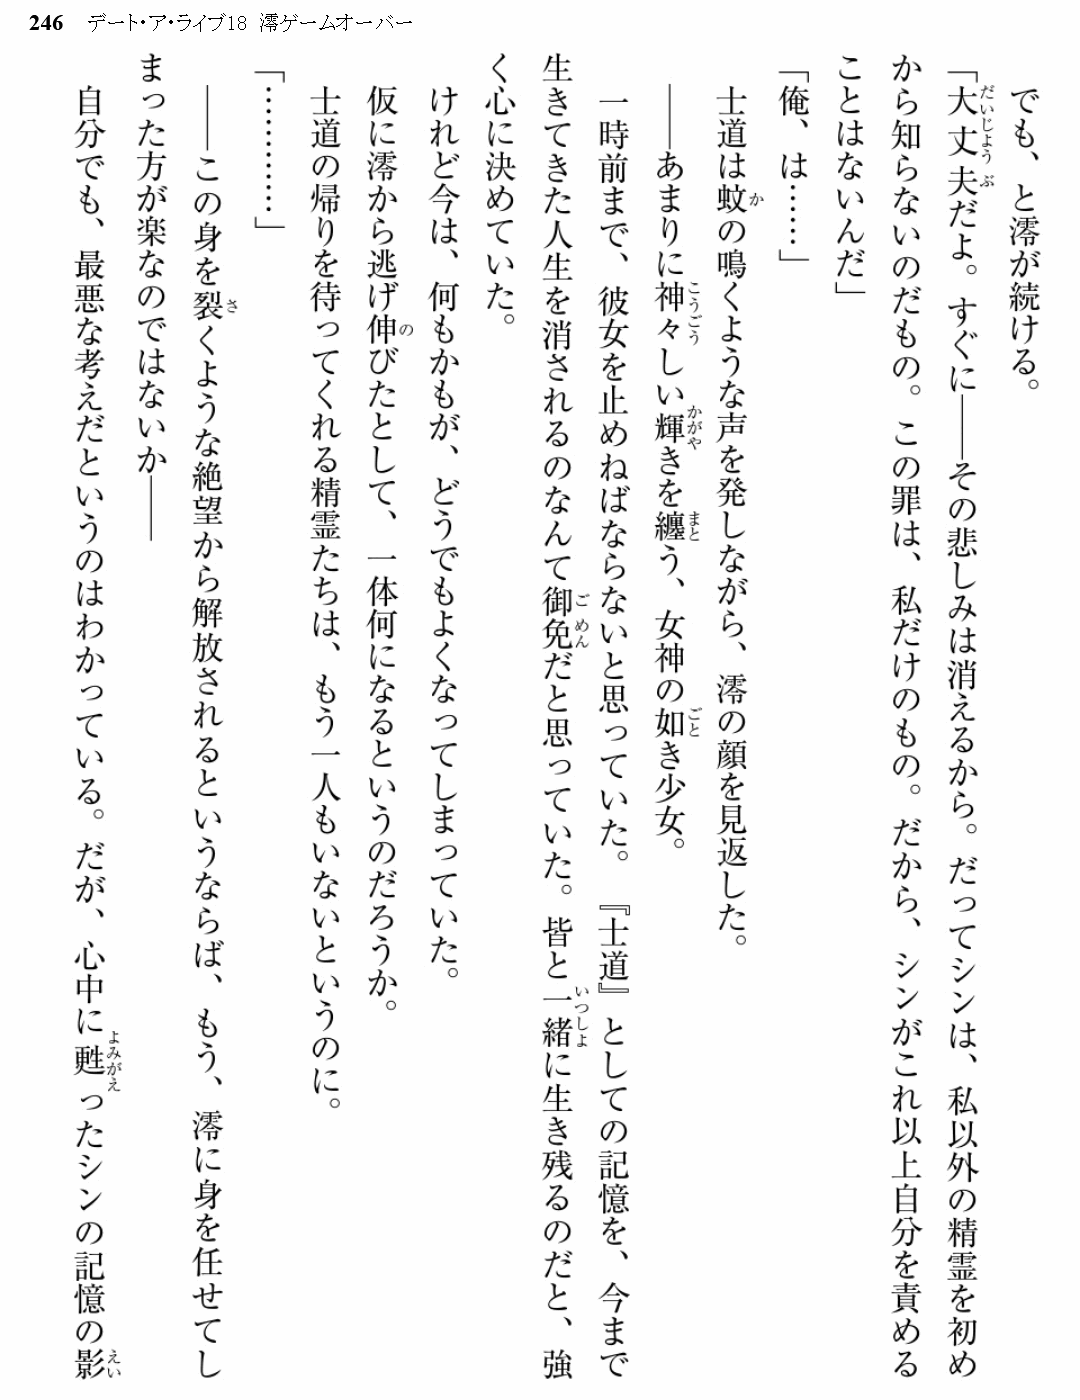 246 デート・ア・ライブ18 澪ゲームオーバー
でも、と澪が続ける。
「大丈夫だよ。すぐに――その悲しみは消えるから。だってシンは、私以外の精霊を初め
から知らないのだもの。この罪は、私だけのもの。だから、シンがこれ以上自分を責める
ことはないんだ」
「俺、は……」
士道は蚊の鳴くような声を発しながら、澪の顔を見返した。
――あまりに神々しい輝きを纏う、女神の如き少女。
一時前まで、彼女を止めねばならないと思っていた。『士道』としての記憶を、今まで
生きてきた人生を消されるのなんて御免だと思っていた。皆と一緒に生き残るのだと、強
く心に決めていた。
けれど今は、何もかもが、どうでもよくなってしまっていた。
仮に澪から逃げ伸びたとして、一体何になるというのだろうか。
士道の帰りを待ってくれる精霊たちは、もう一人もいないというのに。
「…………」
――この身を裂くような絶望から解放されるというならば、もう、澪に身を任せてし
まった方が楽なのではないか――
自分でも、最悪な考えだというのはわかっている。だが、心中に甦ったシンの記憶の影